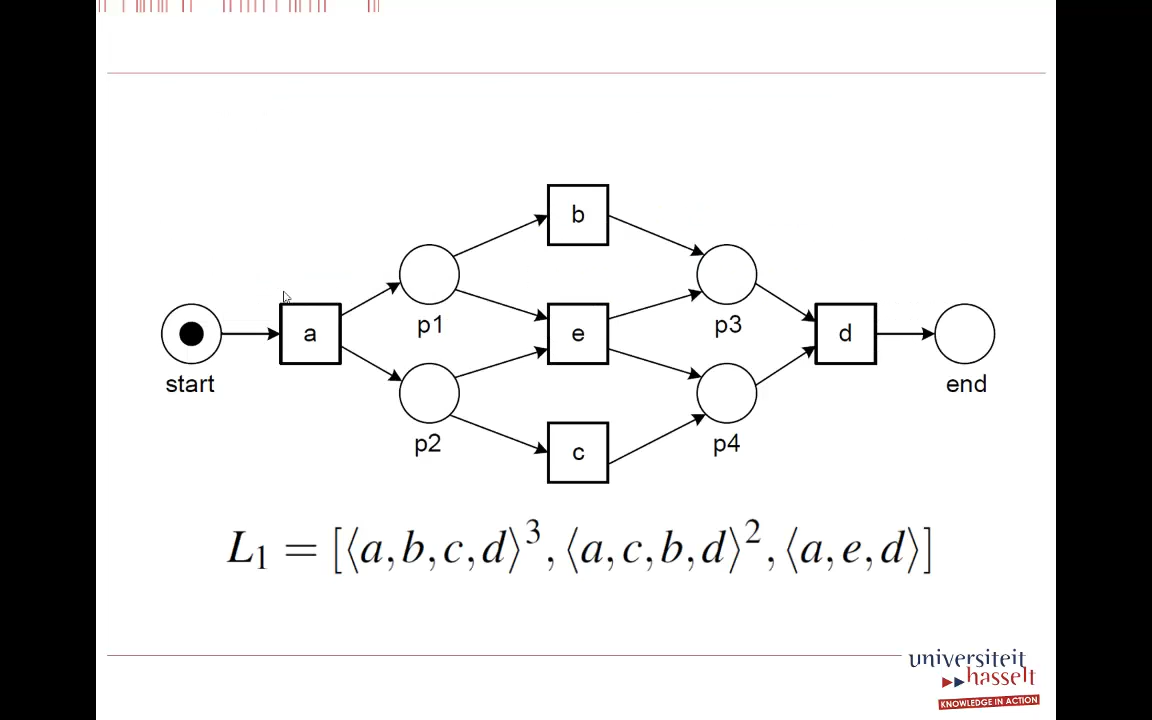 b
p1
p3
a
e
d
start
end
p2
p4
c
L₁ = [⟨a,b,c,d⟩³,⟨a,c,b,d⟩²,⟨a,e,d⟩]
universiteit
hasselt
KNOWLEDGE IN ACTION